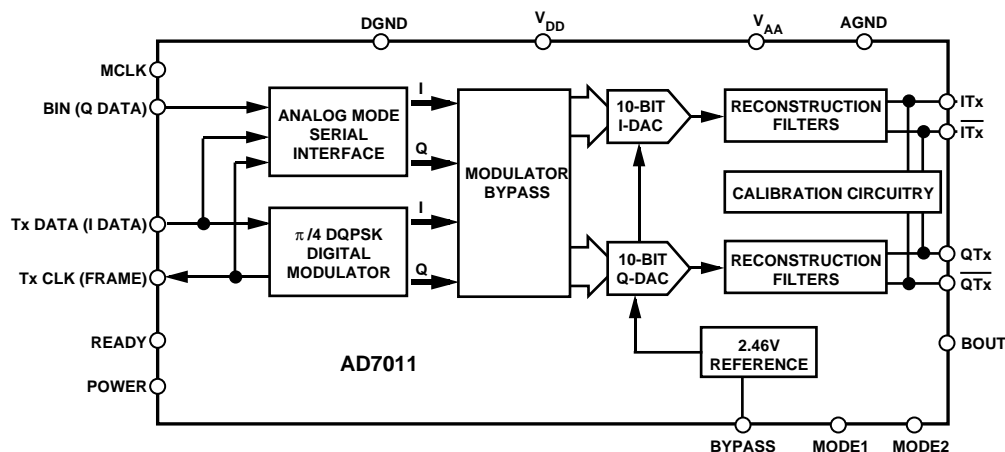 DGND
VDD
VAA
AGND
MCLK
BIN (Q DATA)
Tx DATA (I DATA)
Tx CLK (FRAME)
READY
POWER
ANALOG MODE
SERIAL
INTERFACE
π/4 DQPSK
DIGITAL
MODULATOR
I
Q
I
Q
MODULATOR
BYPASS
10-BIT
I-DAC
10-BIT
Q-DAC
RECONSTRUCTION
FILTERS
CALIBRATION CIRCUITRY
RECONSTRUCTION
FILTERS
2.46V
REFERENCE
AD7011
ITx
ITx
QTx
QTx
BOUT
BYPASS
MODE1
MODE2